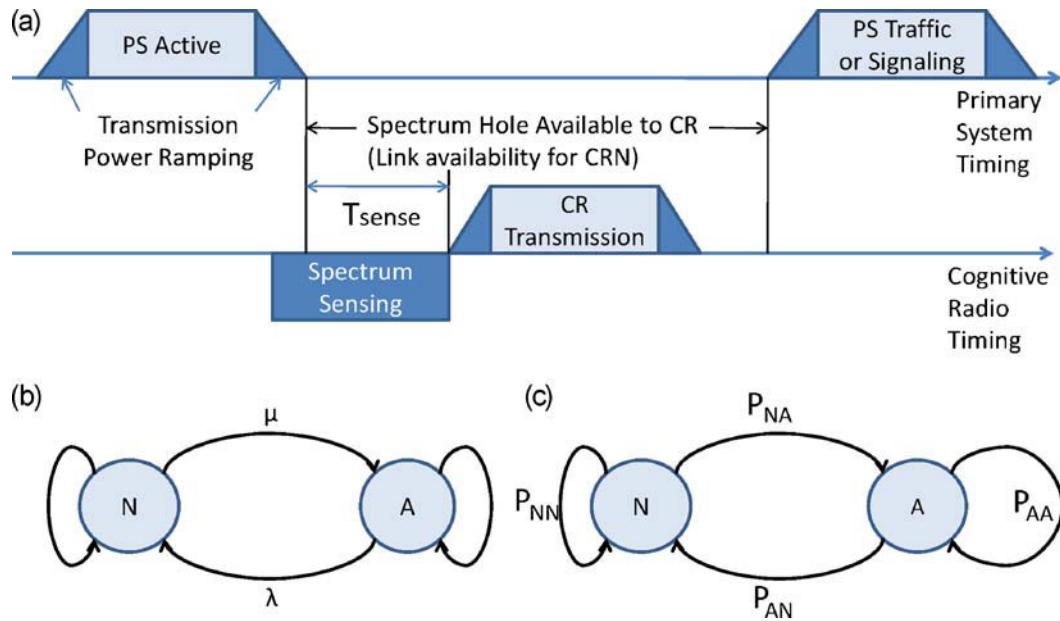 (a)
PS Active
PS Traffic
or Signaling
Transmission
Power Ramping
Spectrum Hole Available to CR
(Link availability for CRN)
Primary
System
Timing
Tsense
CR
Transmission
Spectrum
Sensing
Cognitive
Radio
Timing
(b)
μ
N
A
λ
(c)
PNA
PNN
N
A
PAA
PAN